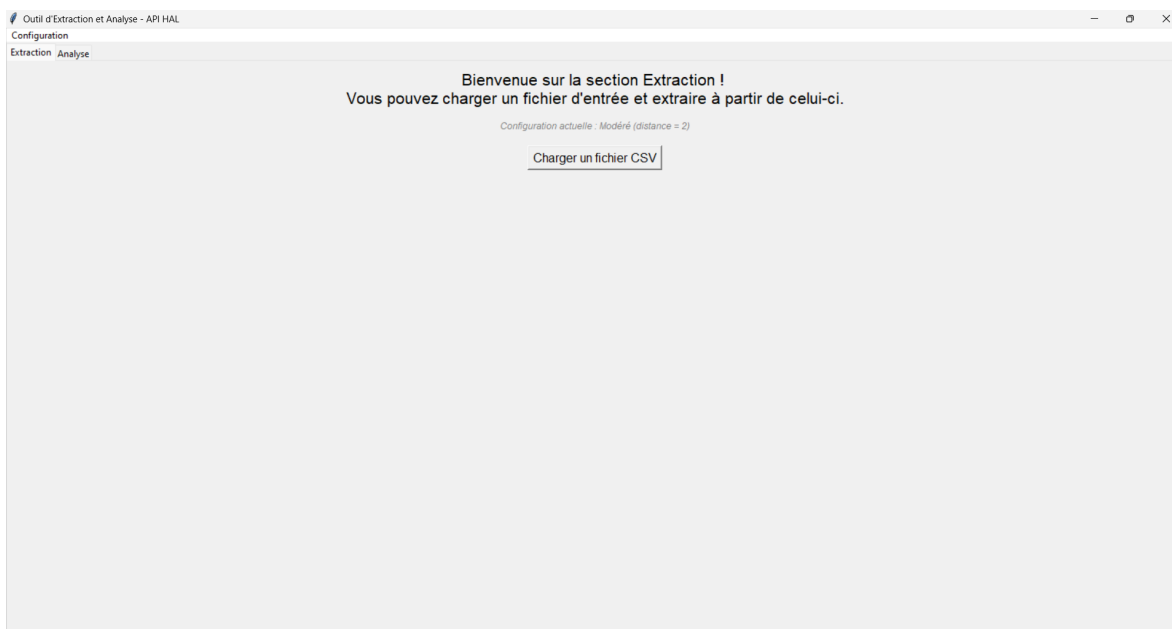 Outil d'Extraction et Analyse - API HAL
Configuration
Extraction Analyse
Bienvenue sur la section Extraction !
Vous pouvez charger un fichier d'entrée et extraire à partir de celui-ci.
Configuration actuelle : Modéré (distance = 2)
Charger un fichier CSV